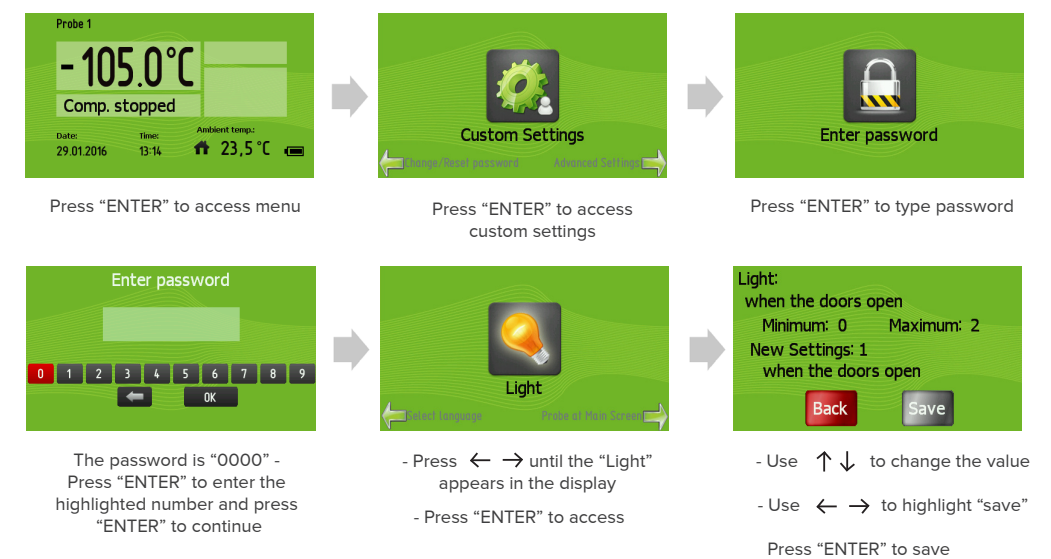 Probe 1
-105.0°C
Comp. stopped
Date:
Time:
Ambient temp.:
29.01.2016
13:14
23,5°C
Press “ENTER” to access menu
Custom Settings
Change/Reset password
Advanced Settings
Press “ENTER” to access
custom settings
Enter password
Press “ENTER” to type password
Enter password
0 1 2 3 4 5 6 7 8 9
OK
The password is “0000” -
Press “ENTER” to enter the
highlighted number and press
“ENTER” to continue
Light
Select language
Probe at Main Screen
- Press ← → until the “Light”
appears in the display
- Press “ENTER” to access
Light:
when the doors open
Minimum: 0 Maximum: 2
New Settings: 1
when the doors open
Back Save
- Use ↑ ↓ to change the value
- Use ← → to highlight “save”
Press “ENTER” to save